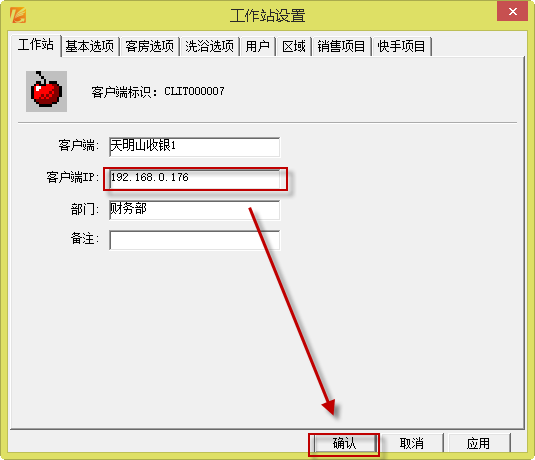 工作站设置
工作站 基本选项 客房选项 洗浴选项 用户 区域 销售项目 快手项目
客户端标识: CLIT000007
客户端: 天明山收银1
客户端IP: 192.168.0.176
部门: 财务部
备注:
确认 取消 应用